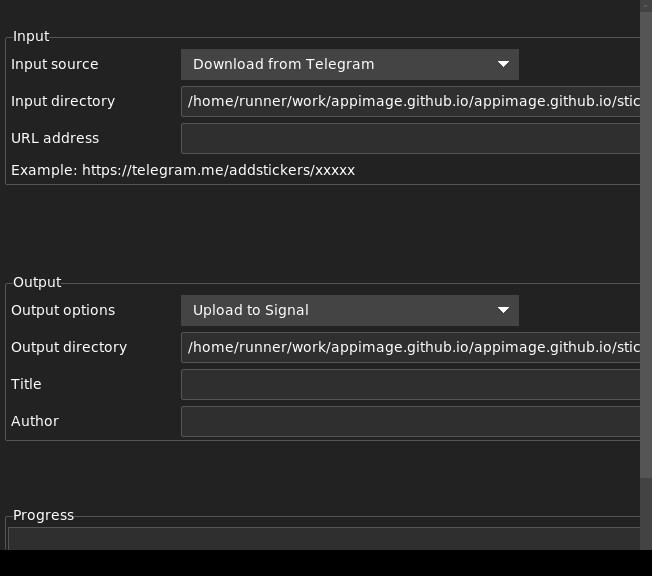 Input
Input source Download from Telegram
Input directory /home/runner/work/appimage.github.io/appimage.github.io/stic
URL address
Example: https://telegram.me/addstickers/xxxxx
Output
Output options Upload to Signal
Output directory /home/runner/work/appimage.github.io/appimage.github.io/stic
Title
Author
Progress